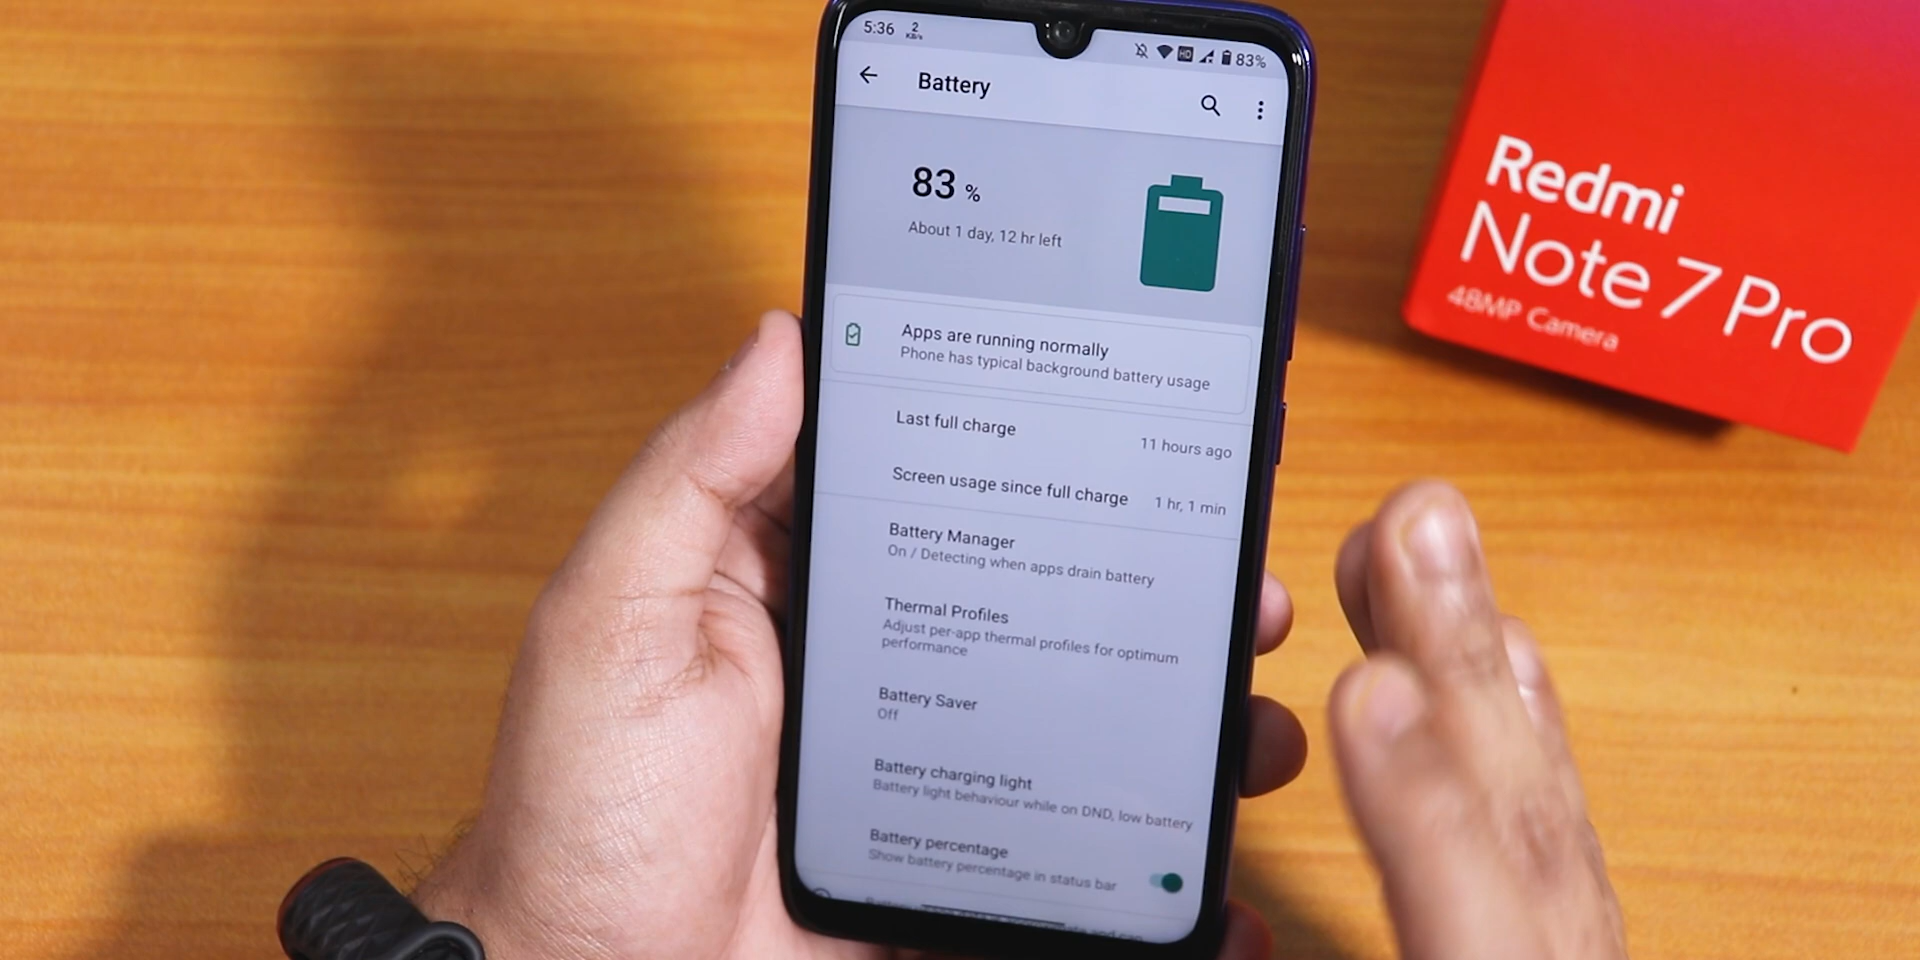 5:36 2 KB/s HD 83%
Battery
83 %
About 1 day, 12 hr left
Apps are running normally
Phone has typical background battery usage
Last full charge 11 hours ago
Screen usage since full charge 1 hr, 1 min
Battery Manager
On / Detecting when apps drain battery
Thermal Profiles
Adjust per-app thermal profiles for optimum
performance
Battery Saver
Off
Battery charging light
Battery light behaviour while on DND, low battery
Battery percentage
Show battery percentage in status bar
Redmi
Note 7 Pro
48MP Camera